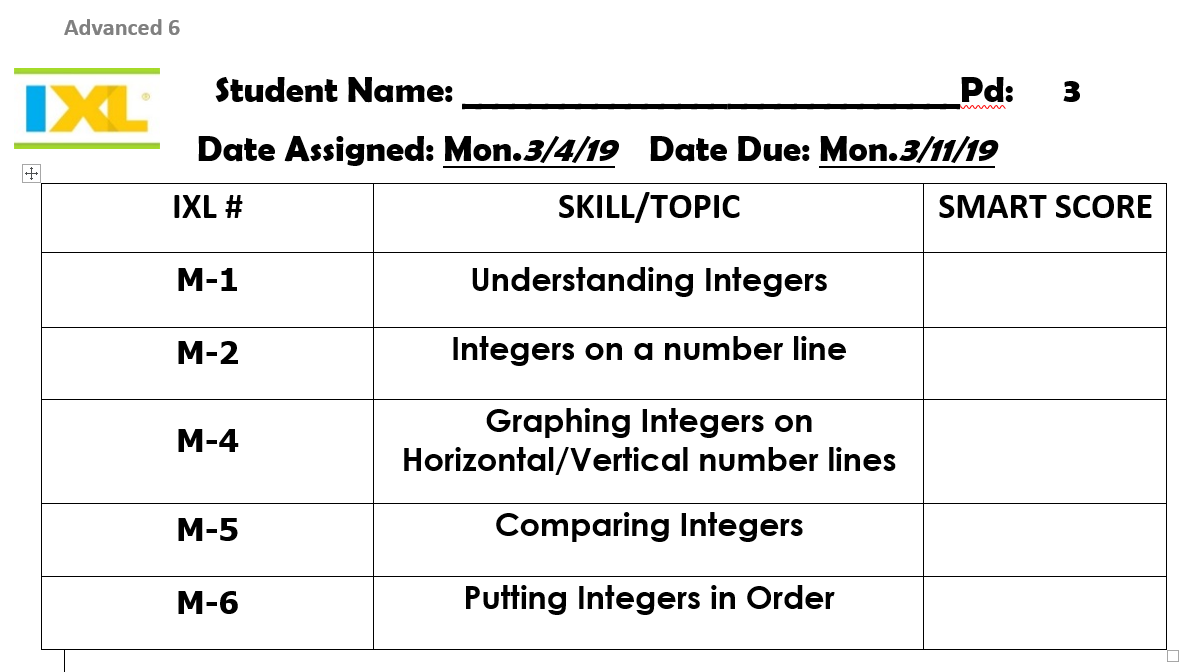 Advanced 6
IXL®
Student Name: ______________________________Pd: 3
Date Assigned: Mon.3/4/19 Date Due: Mon.3/11/19
IXL # SKILL/TOPIC SMART SCORE
M-1 Understanding Integers
M-2 Integers on a number line
M-4 Graphing Integers on
Horizontal/Vertical number lines
M-5 Comparing Integers
M-6 Putting Integers in Order